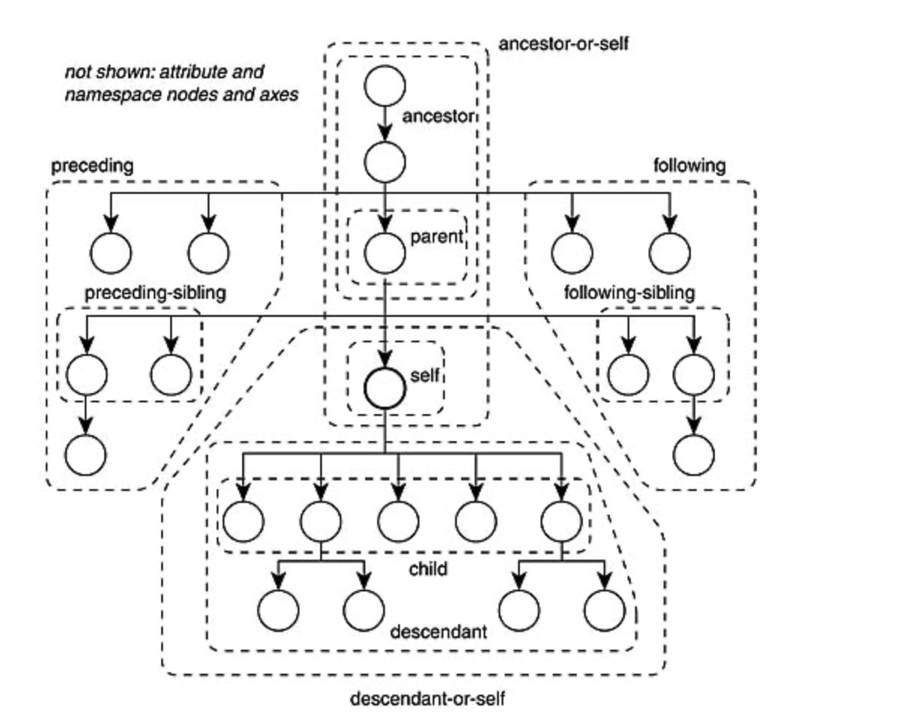 ancestor-or-self
not shown: attribute and
namespace nodes and axes
ancestor
preceding
following
parent
preceding-sibling
following-sibling
self
child
descendant
descendant-or-self